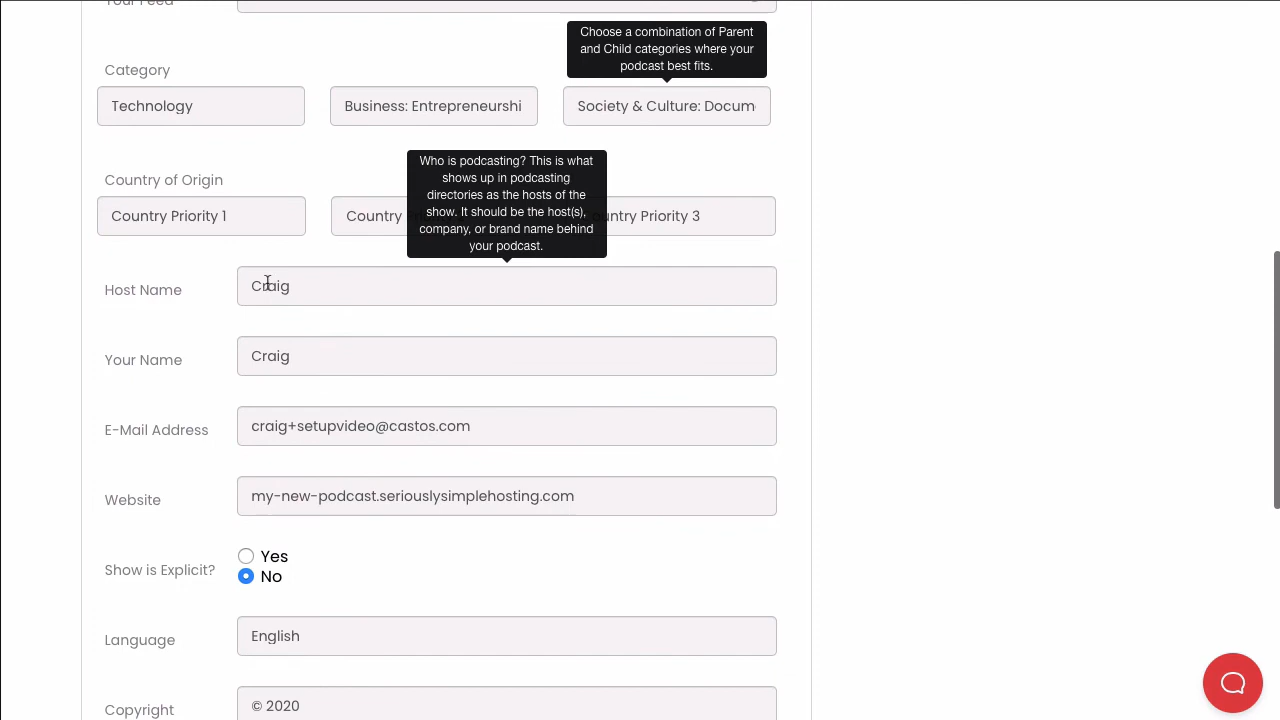 Your Feed
Choose a combination of Parent
and Child categories where your
podcast best fits.
Category
Technology
Business: Entrepreneurshi
Society & Culture: Docum
Who is podcasting? This is what
shows up in podcasting
directories as the hosts of the
show. It should be the host(s),
company, or brand name behind
your podcast.
Country of Origin
Country Priority 1
Country
ountry Priority 3
Host Name
Craig
Your Name
Craig
E-Mail Address
craig+setupvideo@castos.com
Website
my-new-podcast.seriouslysimplehosting.com
Show is Explicit?
Yes
No
Language
English
Copyright
© 2020